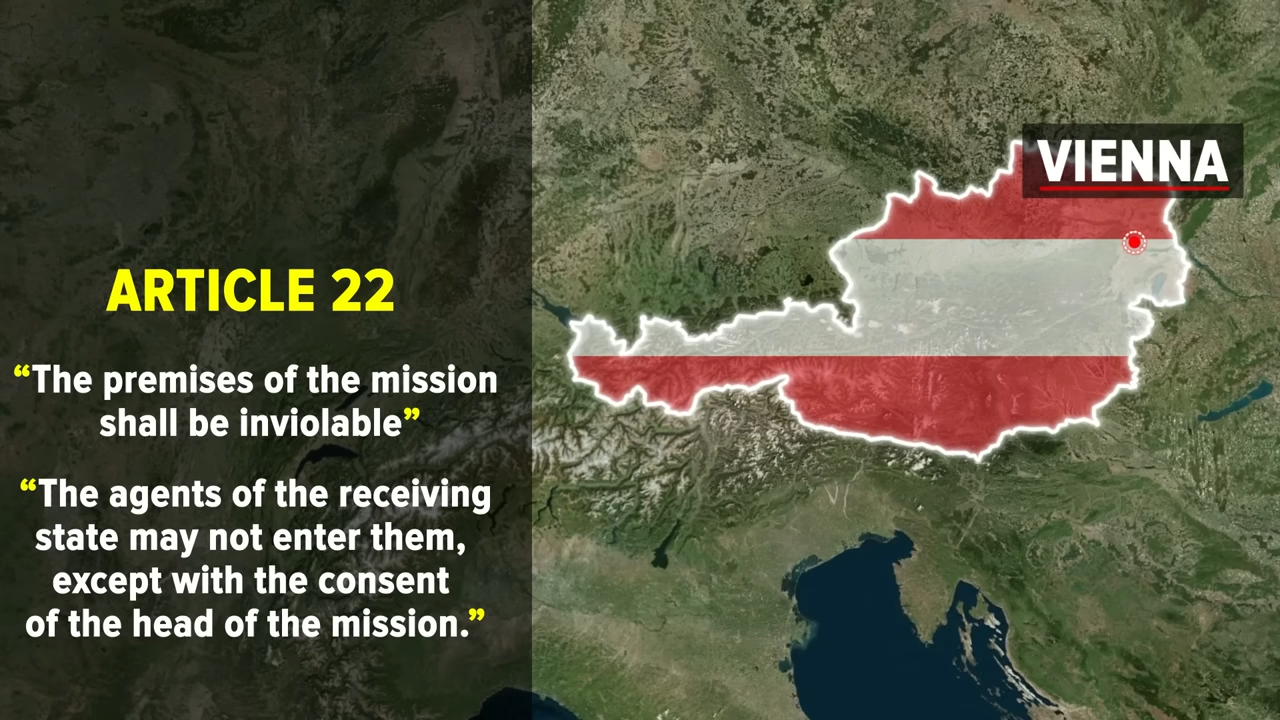 ARTICLE 22
“The premises of the mission
shall be inviolable”
“The agents of the receiving
state may not enter them,
except with the consent
of the head of the mission.”
VIENNA